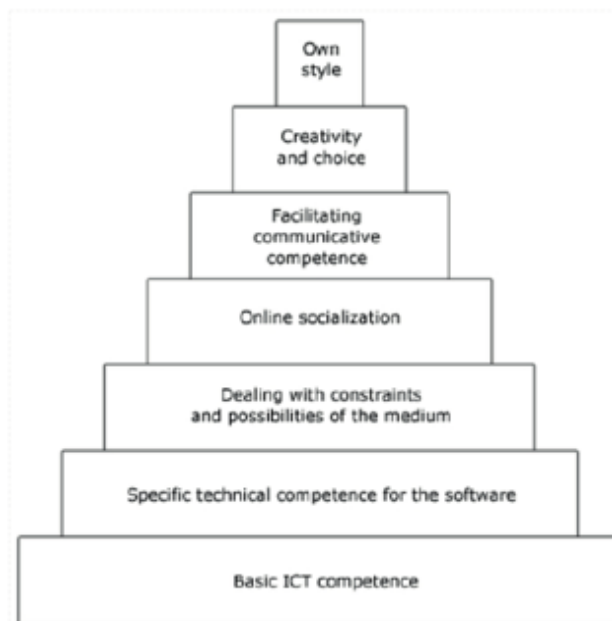 Own
style
Creativity
and choice
Facilitating
communicative
competence
Online socialization
Dealing with constraints
and possibilities of the medium
Specific technical competence for the software
Basic ICT competence